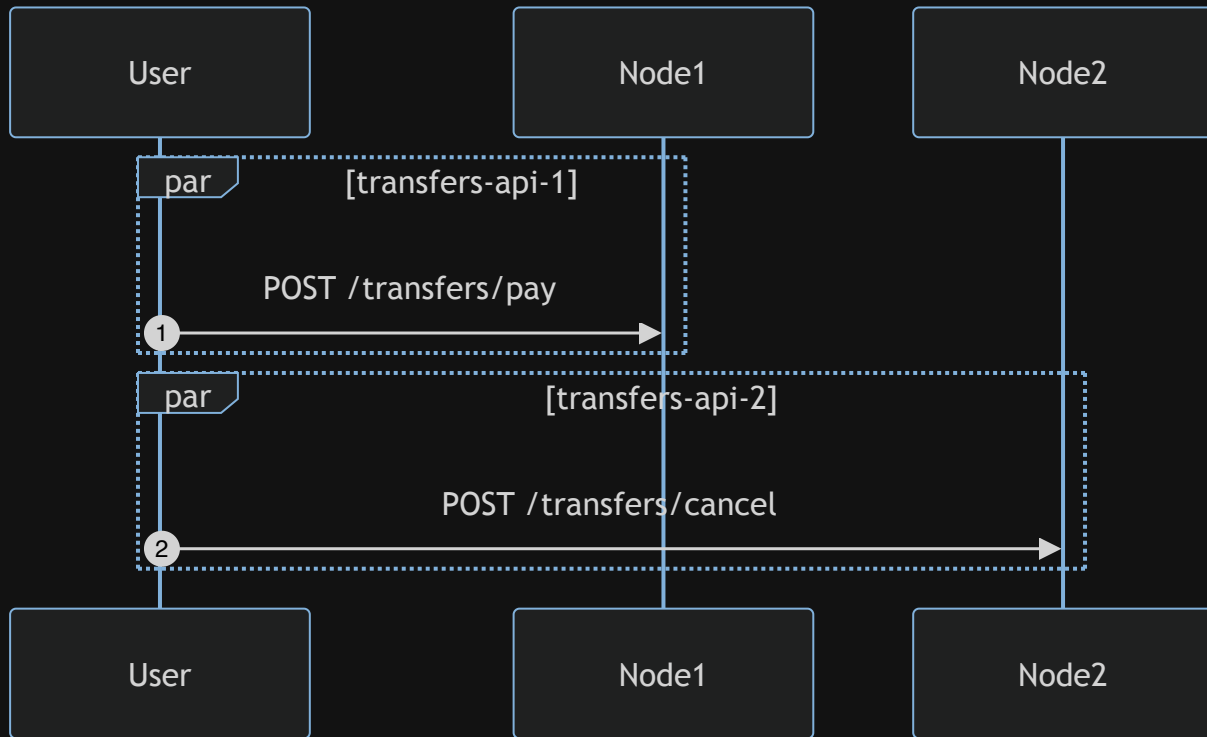 User
Node1
Node2
par
[transfers-api-1]
POST /transfers/pay
1
par
[transfers-api-2]
POST /transfers/cancel
2
User
Node1
Node2